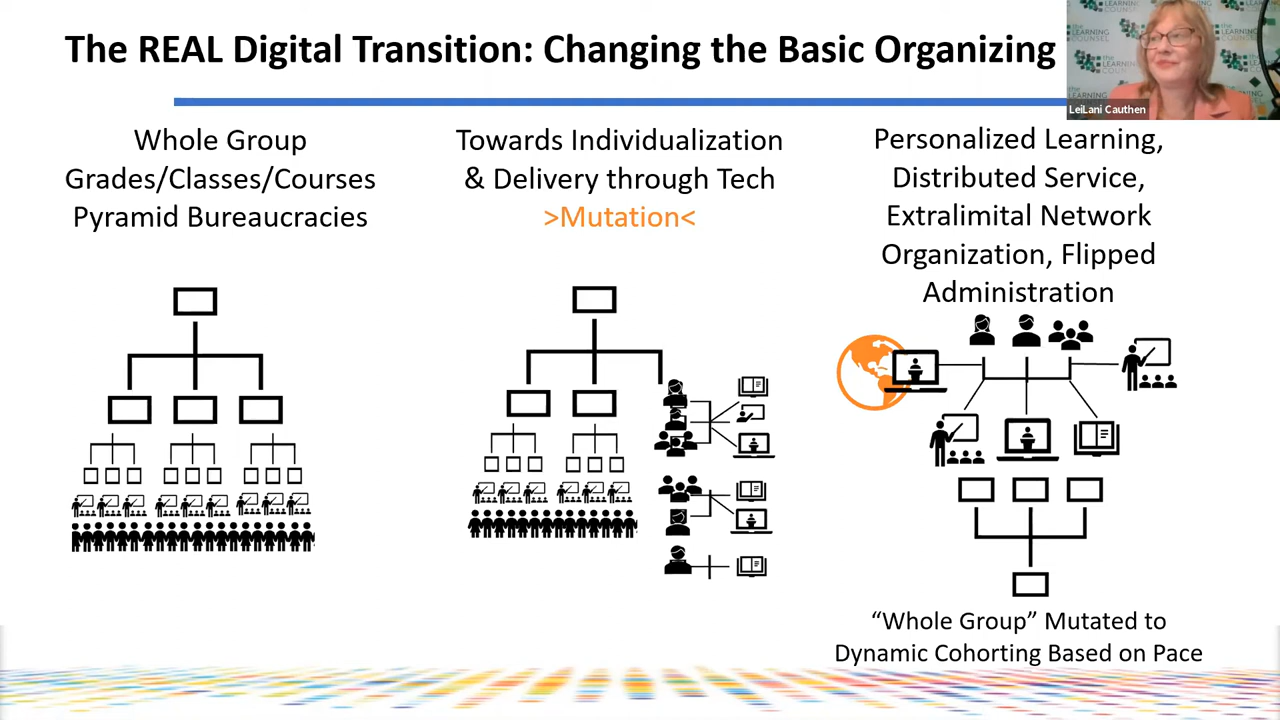 The REAL Digital Transition: Changing the Basic Organizing
LeiLani Cauthen
Whole Group
Grades/Classes/Courses
Pyramid Bureaucracies
Towards Individualization
& Delivery through Tech
>Mutation<
Personalized Learning,
Distributed Service,
Extralimital Network
Organization, Flipped
Administration
“Whole Group” Mutated to
Dynamic Cohorting Based on Pace